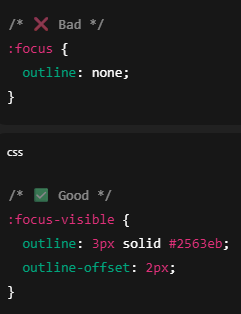 /* ❌ Bad */
:focus {
  outline: none;
}
css
/* ✅ Good */
:focus-visible {
  outline: 3px solid #2563eb;
  outline-offset: 2px;
}